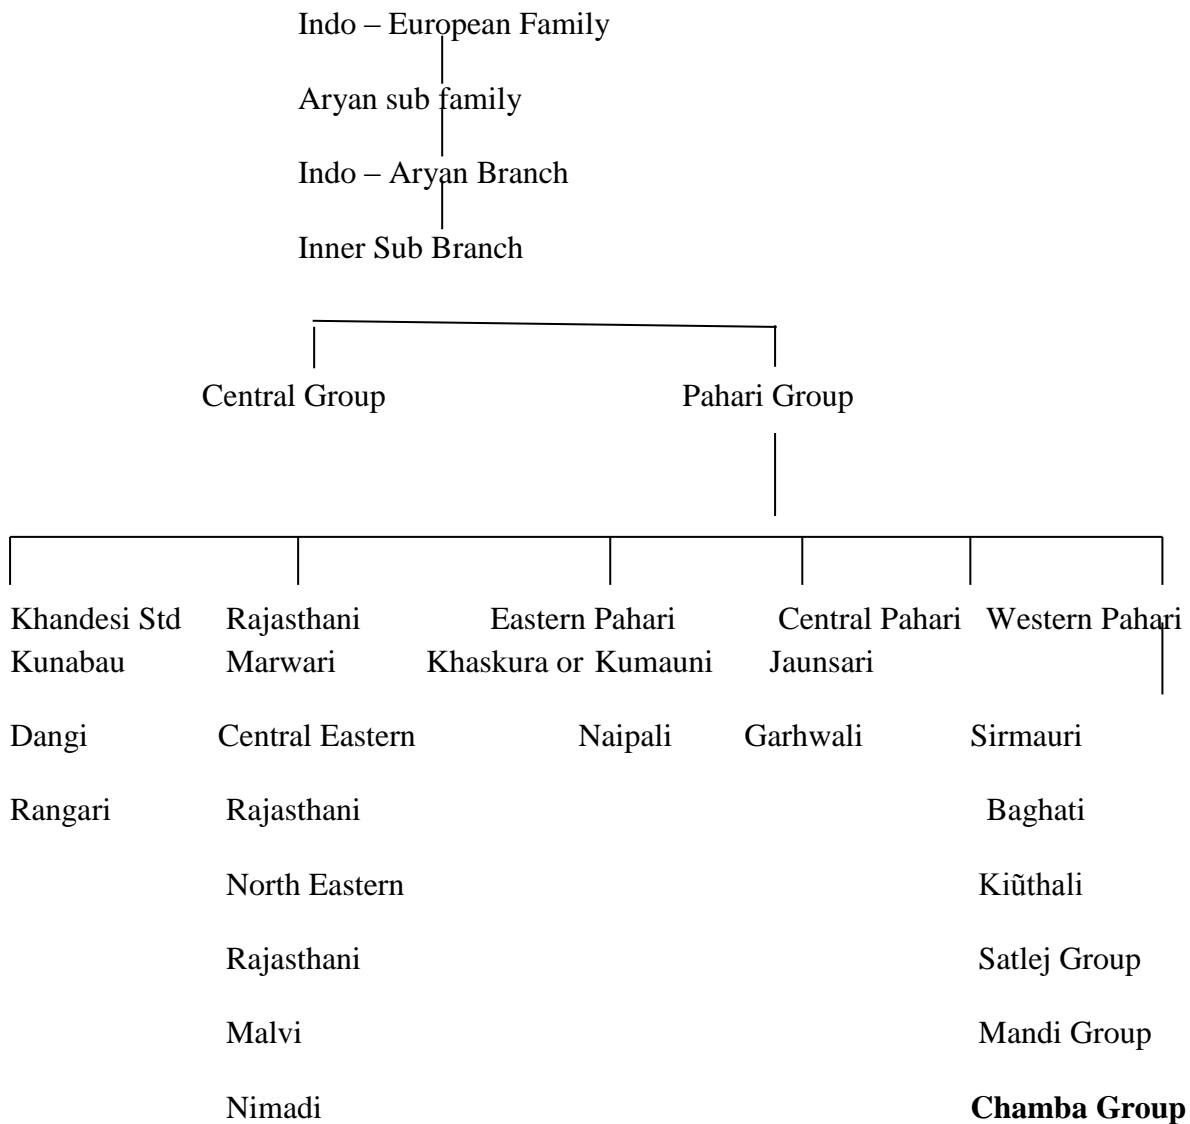 Indo – European Family
Aryan sub family
Indo – Aryan Branch
Inner Sub Branch
Central Group Pahari Group
Khandesi Std Rajasthani Eastern Pahari Central Pahari Western Pahari
Kunabau Marwari Khaskura or Kumauni Jaunsari
Dangi Central Eastern Naipali Garhwali Sirmauri
Rangari Rajasthani Baghati
North Eastern Kiũthali
Rajasthani Satlej Group
Malvi Mandi Group
Nimadi Chamba Group